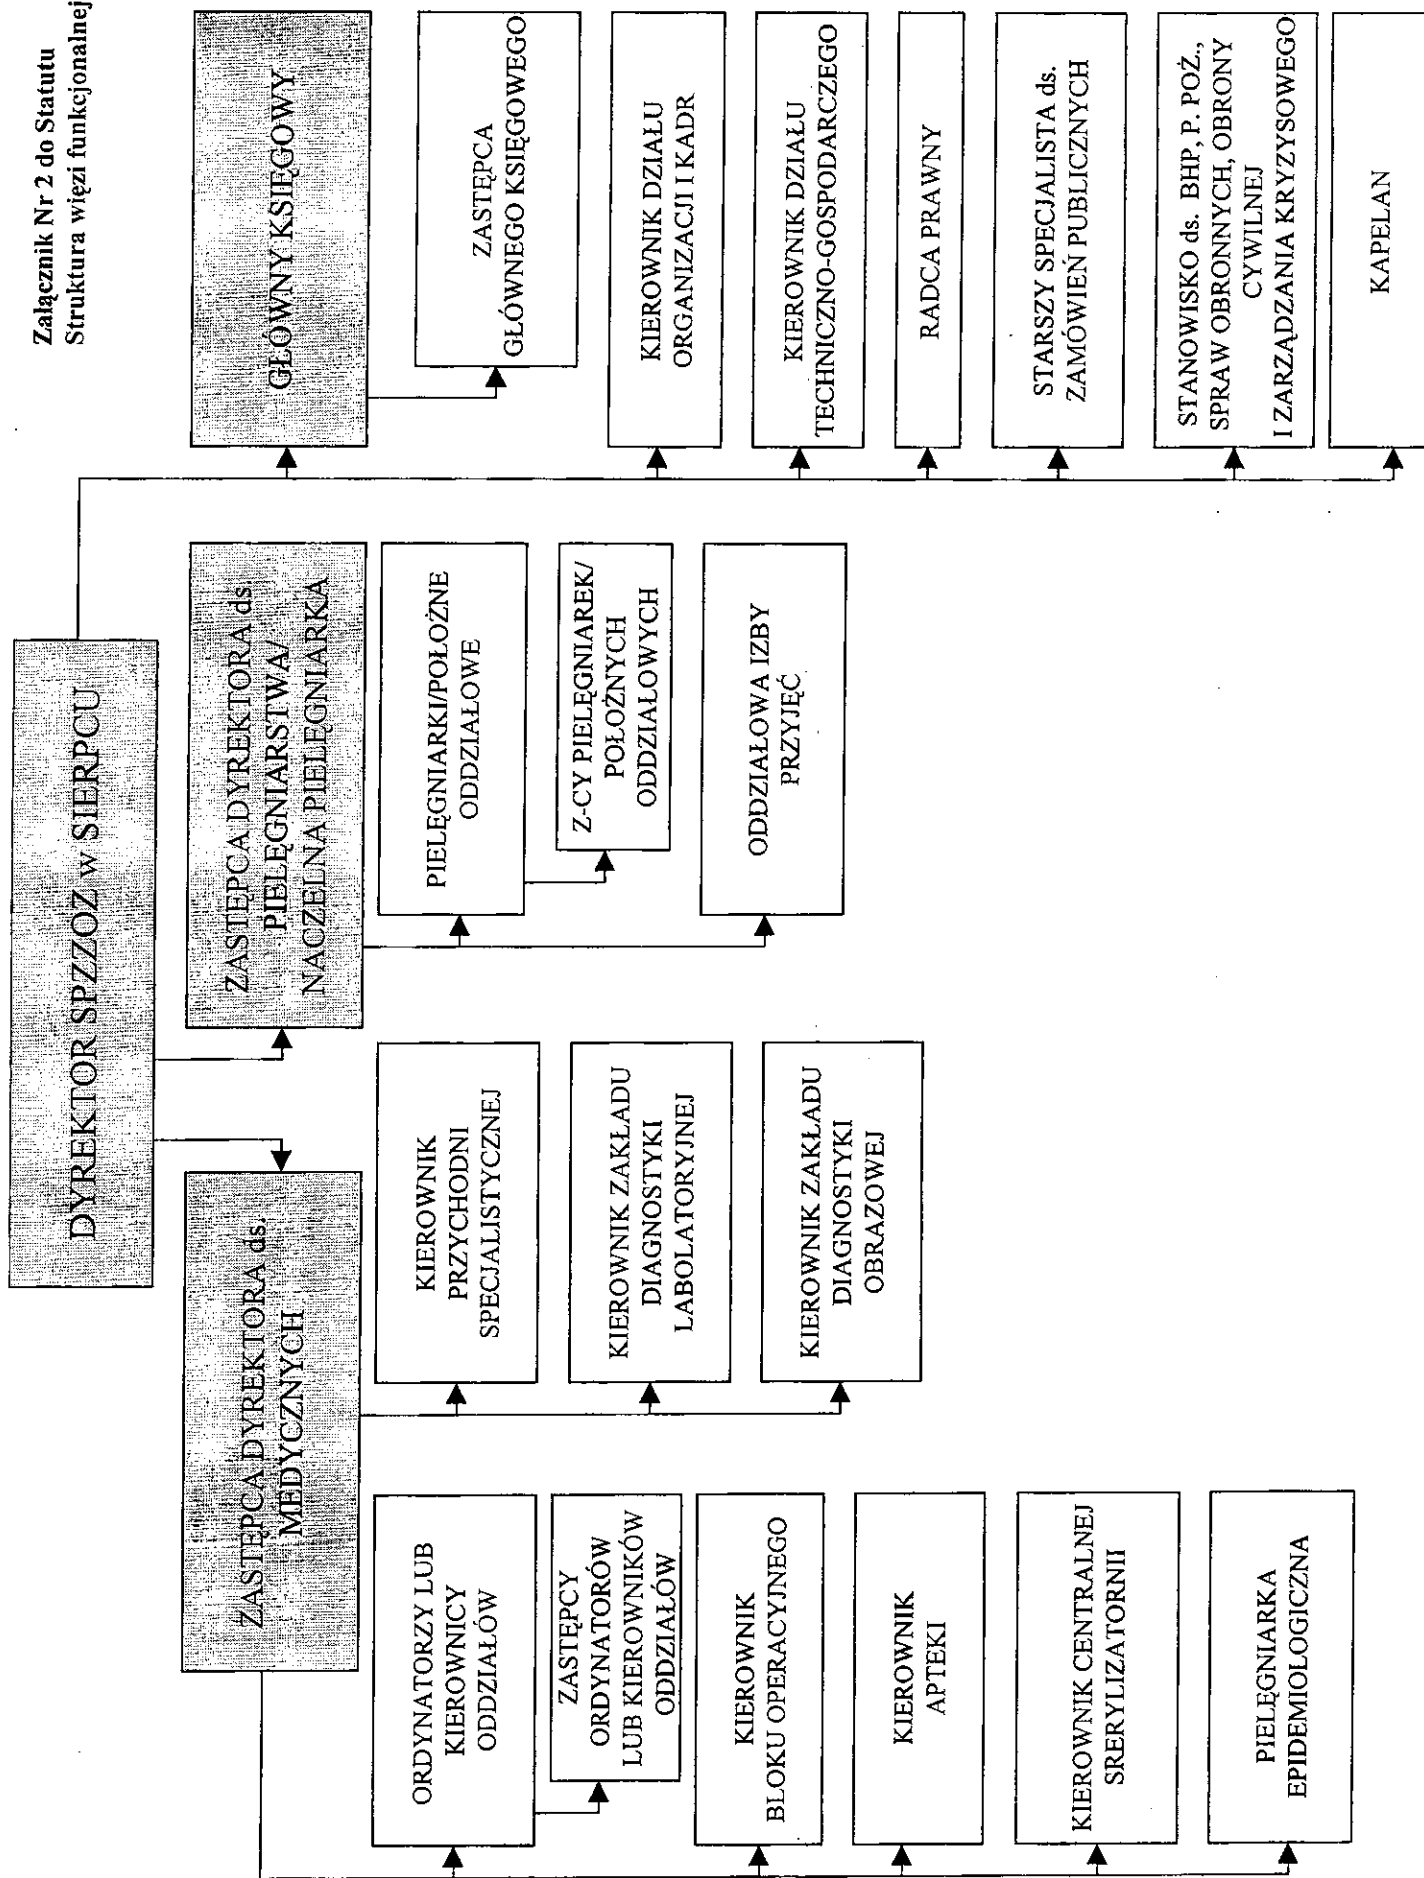 Załącznik Nr 2 do Statutu
Struktura więzi funkcjonalnej
DYREKTOR SPZZOZ w SIERPCU
ZASTĘPCA DYREKTORA ds.
MEDYCZNYCH
ORDYNATORZY LUB
KIEROWNICY
ODDZIAŁÓW
ZASTĘPCY
ORDYNATORÓW
LUB KIEROWNIKÓW
ODDZIAŁÓW
KIEROWNIK
BLOKU OPERACYJNEGO
KIEROWNIK
APTEKI
KIEROWNIK CENTRALNEJ
SRERYLIZATORNII
PIELĘGNIARKA
EPIDEMIOLOGICZNA
KIEROWNIK
PRZYCHODNI
SPECJALISTYCZNEJ
KIEROWNIK ZAKŁADU
DIAGNOSTYKI
LABOLATORYJNEJ
KIEROWNIK ZAKŁADU
DIAGNOSTYKI
OBRAZOWEJ
ZASTĘPCA DYREKTORA ds.
PIELĘGNIARSTWA/
NACZELNA PIELĘGNIARKA
PIELĘGNIARKI/POŁOŻNE
ODDZIAŁOWE
Z-CY PIELĘGNIAREK/
POŁOŻNYCH
ODDZIAŁOWYCH
ODDZIAŁOWA IZBY
PRZYJĘĆ
GŁÓWNY KSIĘGOWY
ZASTĘPCA
GŁÓWNEGO KSIĘGOWEGO
KIEROWNIK DZIAŁU
ORGANIZACJI I KADR
KIEROWNIK DZIAŁU
TECHNICZNO-GOSPODARCZEGO
RADCA PRAWNY
STARSZY SPECJALISTA ds.
ZAMÓWIEŃ PUBLICZNYCH
STANOWISKO ds. BHP, P. POŻ.,
SPRAW OBRONNYCH, OBRONY
CYWILNEJ
I ZARZĄDZANIA KRYZYSOWEGO
KAPELAN